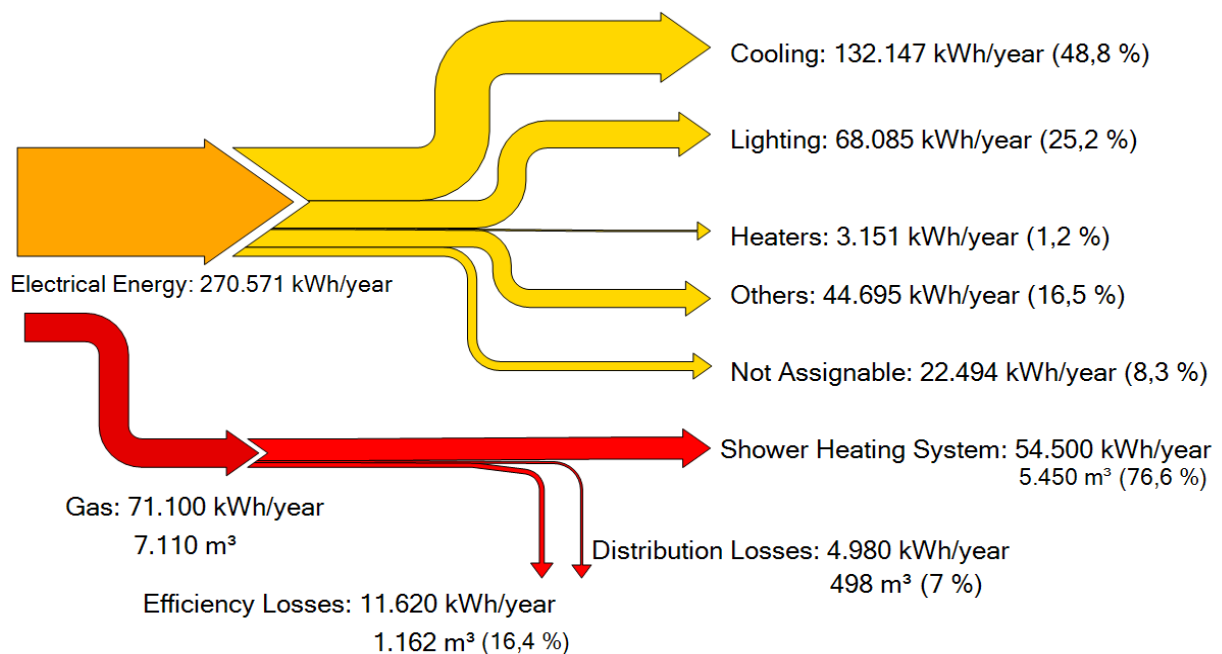 Cooling: 132.147 kWh/year (48,8 %)
Lighting: 68.085 kWh/year (25,2 %)
Heaters: 3.151 kWh/year (1,2 %)
Electrical Energy: 270.571 kWh/year
Others: 44.695 kWh/year (16,5 %)
Not Assignable: 22.494 kWh/year (8,3 %)
Shower Heating System: 54.500 kWh/year
5.450 m³ (76,6 %)
Gas: 71.100 kWh/year
7.110 m³
Distribution Losses: 4.980 kWh/year
498 m³ (7 %)
Efficiency Losses: 11.620 kWh/year
1.162 m³ (16,4 %)